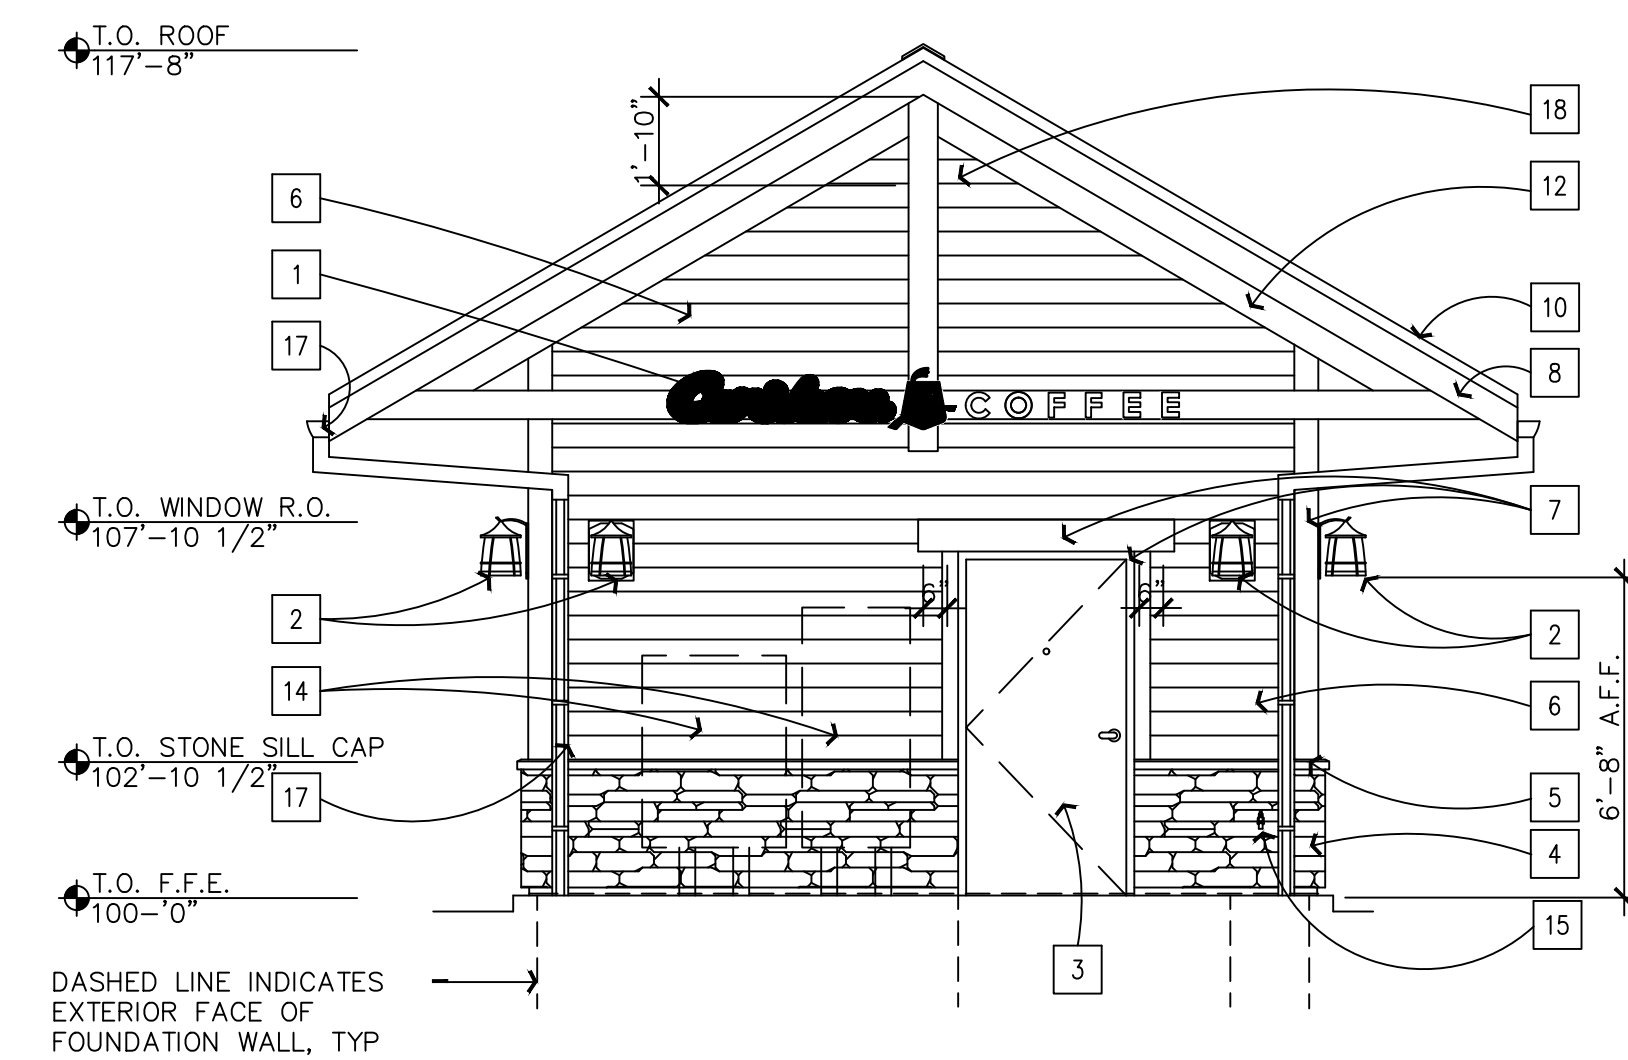 T.O. ROOF
117'-8"
1'-10"
18
12
6
1
10
17
8
Caribou COFFEE
T.O. WINDOW R.O.
107'-10 1/2"
7
6"
6"
2
2
14
6
6'-8" A.F.F.
T.O. STONE SILL CAP
102'-10 1/2"
17
5
4
T.O. F.F.E.
100-'0"
15
3
DASHED LINE INDICATES
EXTERIOR FACE OF
FOUNDATION WALL, TYP